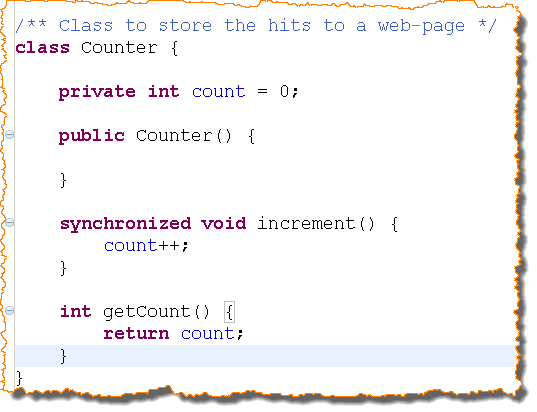 /** Class to store the hits to a web-page */
class Counter {
private int count = 0;
public Counter() {
}
synchronized void increment() {
count++;
}
int getCount() {
return count;
}
}